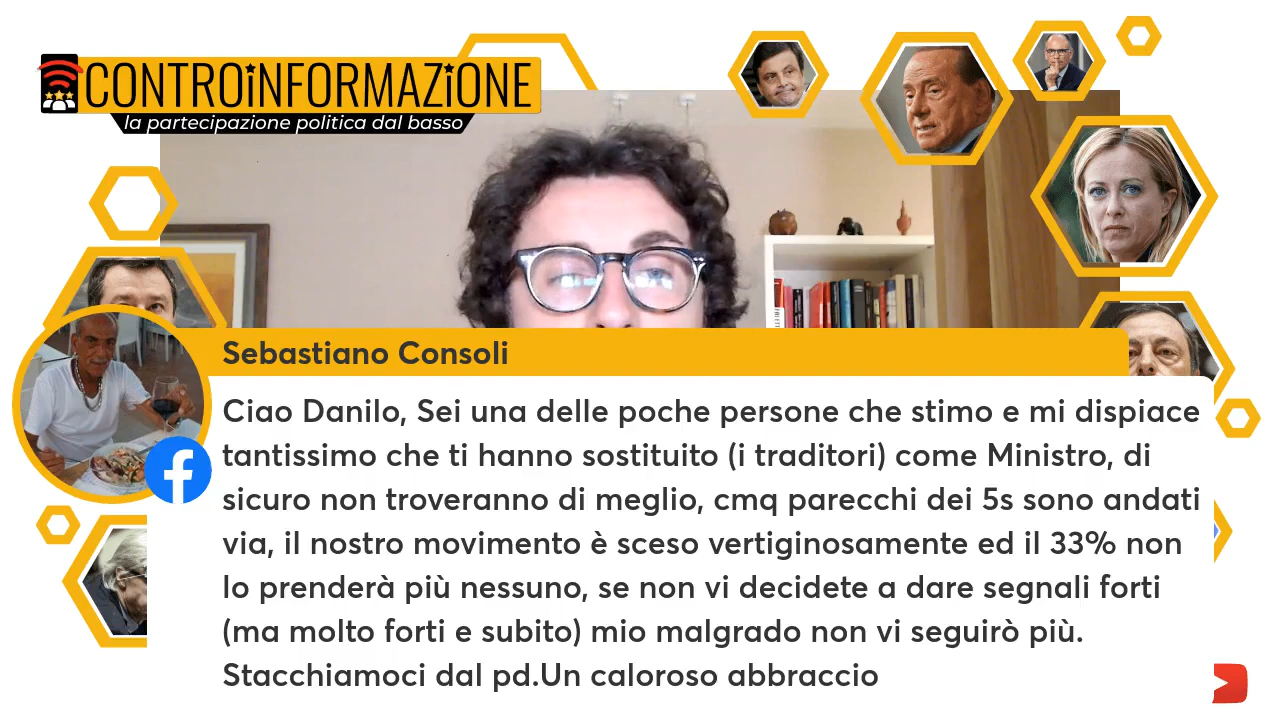 CONTROiNFORMAZiONE
la partecipazione politica dal basso
Sebastiano Consoli
Ciao Danilo, Sei una delle poche persone che stimo e mi dispiace
tantissimo che ti hanno sostituito (i traditori) come Ministro, di
sicuro non troveranno di meglio, cmq parecchi dei 5s sono andati
via, il nostro movimento è sceso vertiginosamente ed il 33% non
lo prenderà più nessuno, se non vi decidete a dare segnali forti
(ma molto forti e subito) mio malgrado non vi seguirò più.
Stacchiamoci dal pd.Un caloroso abbraccio